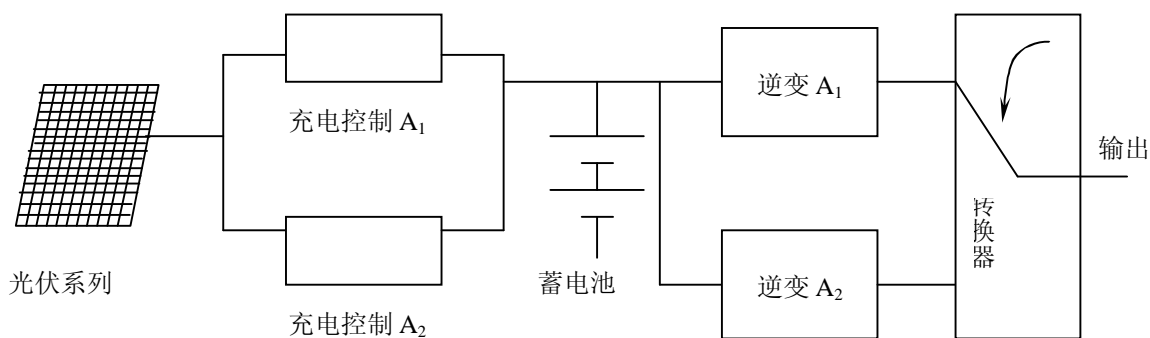 充电控制 A₁
逆变 A₁
输出
转换器
光伏系列
蓄电池
逆变 A₂
充电控制 A₂